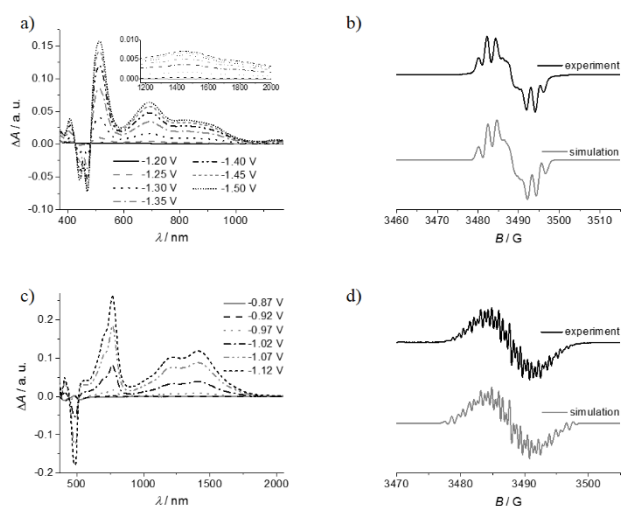 a)
0.15
0.10
0.05
0.00
-0.05
-0.10
ΔA / a. u.
0.010
0.005
0.000
1200 1400 1600 1800 2000
-1.20 V
-1.25 V
-1.30 V
-1.35 V
-1.40 V
-1.45 V
-1.50 V
400 600 800 1000
λ / nm
b)
experiment
simulation
3460 3470 3480 3490 3500 3510
B / G
c)
0.2
0.1
0.0
-0.1
-0.2
ΔA / a. u.
-0.87 V
-0.92 V
-0.97 V
-1.02 V
-1.07 V
-1.12 V
500 1000 1500 2000
λ / nm
d)
experiment
simulation
3470 3480 3490 3500
B / G